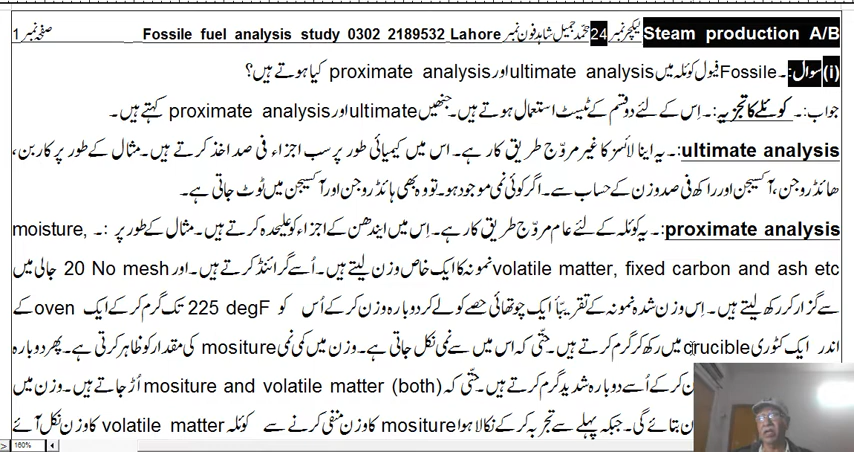 Steam production A/B لیکچر نمبر 24 محمد جمیل شاہد فون نمبر Fossile fuel analysis study 0302 2189532 Lahore صفحہ نمبر 1
(i) سوال:۔ Fossile فیول کوئلہ میں ultimate analysis اور proximate analysis کیا ہوتے ہیں؟
جواب:۔ کوئلے کا تجزیہ:۔ اِس کے لئے دو قسم کے ٹیسٹ استعمال ہوتے ہیں۔ جنھیں ultimate اور proximate analysis کہتے ہیں۔
ultimate analysis:۔ یہ اینالائسز کا غیر مروّج طریق کار ہے۔ اس میں کیمیائی طور پر سب اجزاء فی صد اخذ کرتے ہیں۔ مثال کے طور پر کاربن،
ھائڈروجن، آکسیجن اور راکھ فی صد وزن کے حساب سے۔ اگر کوئی نمی موجود ہو۔ تو وہ بھی ہائڈروجن اور آکسیجن میں ٹوٹ جاتی ہے۔
proximate analysis:۔ یہ کوئلہ کے لئے عام مروّج طریق کار ہے۔ اِس میں ایندھن کے اجزاء کو علیحدہ کرتے ہیں۔ مثال کے طور پر :۔ moisture,
volatile matter, fixed carbon and ash etc نمونہ کا ایک خاص وزن لیتے ہیں۔ اُسے گرائنڈ کرتے ہیں۔ اور 20 No mesh جالی میں
سے گزار کر رکھ لیتے ہیں۔ اِس وزن شدہ نمونہ کے تقریباً ایک چوتھائی حصے کو لے کر دوبارہ وزن کر کے اُس کو 225 degF تک گرم کر کے ایک oven کے
اندر ایک کٹوری crucible میں رکھ کر گرم کرتے ہیں۔ حتّی کہ اس میں سے نمی نکل جاتی ہے۔ وزن میں کمی نمی mositure کی مقدار کو ظاہر کرتی ہے۔ پھر دوبارہ
کر کے اُسے دوبارہ شدید گرم کرتے ہیں۔ حتّی کہ mositure and volatile matter (both) اُڑ جاتے ہیں۔ وزن میں
بتائے گی۔ جبکہ پہلے سے تجربہ کر کے نکالا ہوا mositure کا وزن منفی کرنے سے کوئلہ volatile matter کا وزن نکل آئے
160%